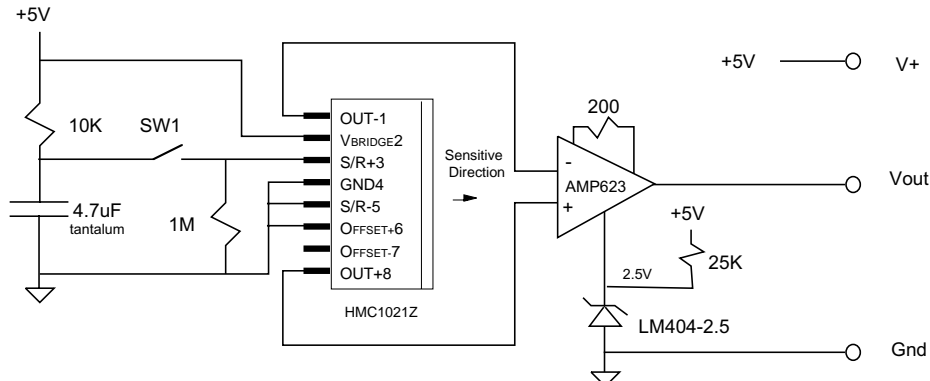 +5V
10K
SW1
4.7uF
tantalum
1M
OUT-1
VBRIDGE2
S/R+3
GND4
S/R-5
OFFSET+6
OFFSET-7
OUT+8
HMC1021Z
Sensitive
Direction
200
-
AMP623
+
+5V
25K
2.5V
LM404-2.5
+5V
V+
Vout
Gnd